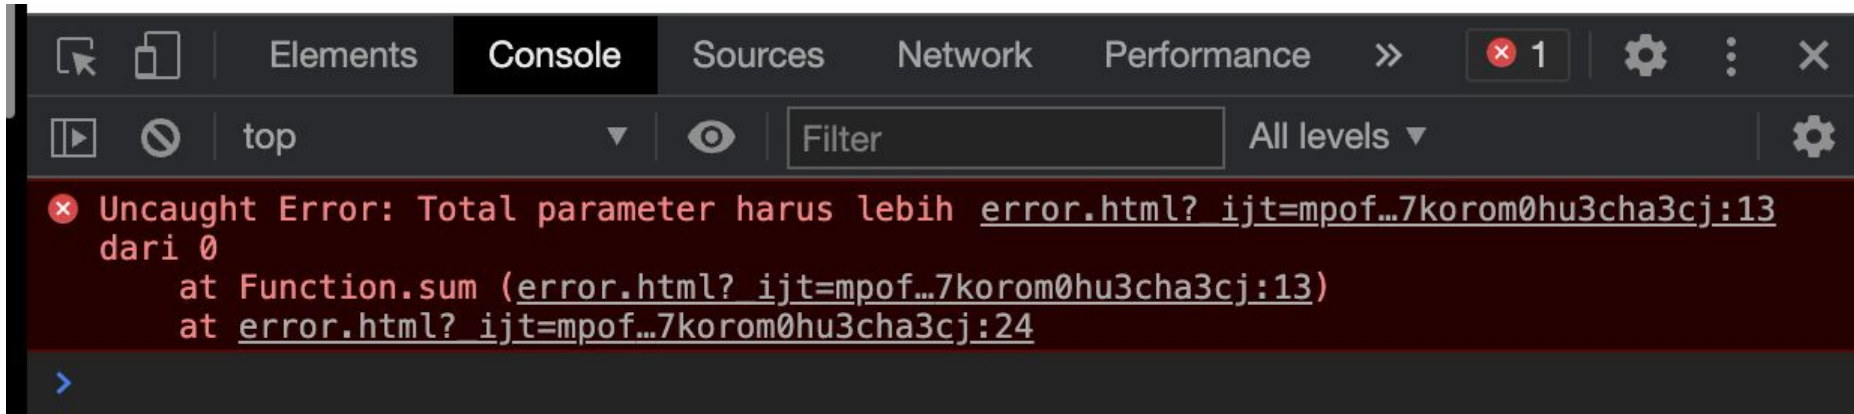 Elements Console Sources Network Performance » 1
top Filter All levels
Uncaught Error: Total parameter harus lebih error.html?_ijt=mpof…7korom0hu3cha3cj:13
dari 0
at Function.sum (error.html?_ijt=mpof…7korom0hu3cha3cj:13)
at error.html?_ijt=mpof…7korom0hu3cha3cj:24
>